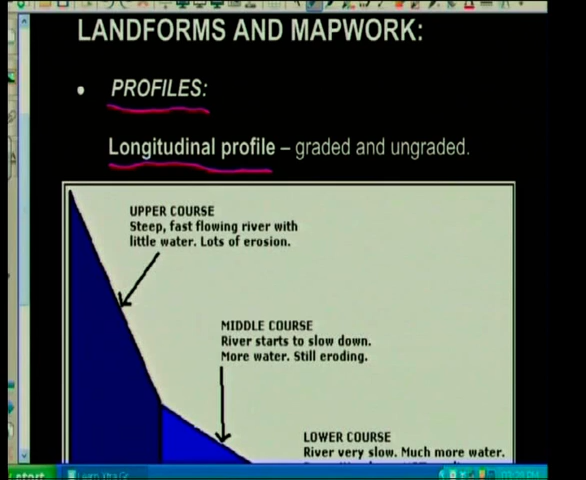 LANDFORMS AND MAPWORK:
• PROFILES:
Longitudinal profile – graded and ungraded.
UPPER COURSE
Steep, fast flowing river with
little water. Lots of erosion.
MIDDLE COURSE
River starts to slow down.
More water. Still eroding.
LOWER COURSE
River very slow. Much more water.
start